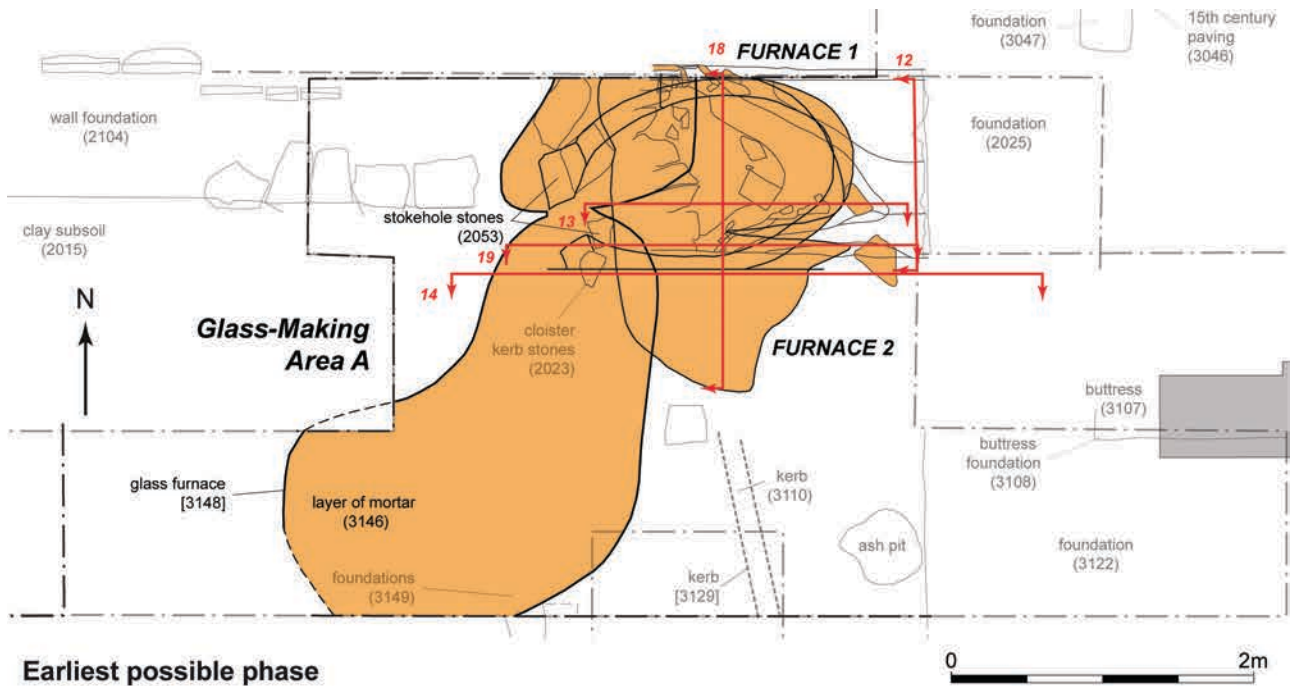 foundation
(3047)
15th century
paving
(3046)
18
FURNACE 1
12
wall foundation
(2104)
foundation
(2025)
stokehole stones
(2053)
13
clay subsoil
(2015)
19
14
N
Glass-Making
Area A
cloister
kerb stones
(2023)
FURNACE 2
buttress
(3107)
buttress
foundation
(3108)
glass furnace
[3148]
layer of mortar
(3146)
kerb
(3110)
ash pit
foundation
(3122)
foundations
(3149)
kerb
[3129]
Earliest possible phase
0
2m